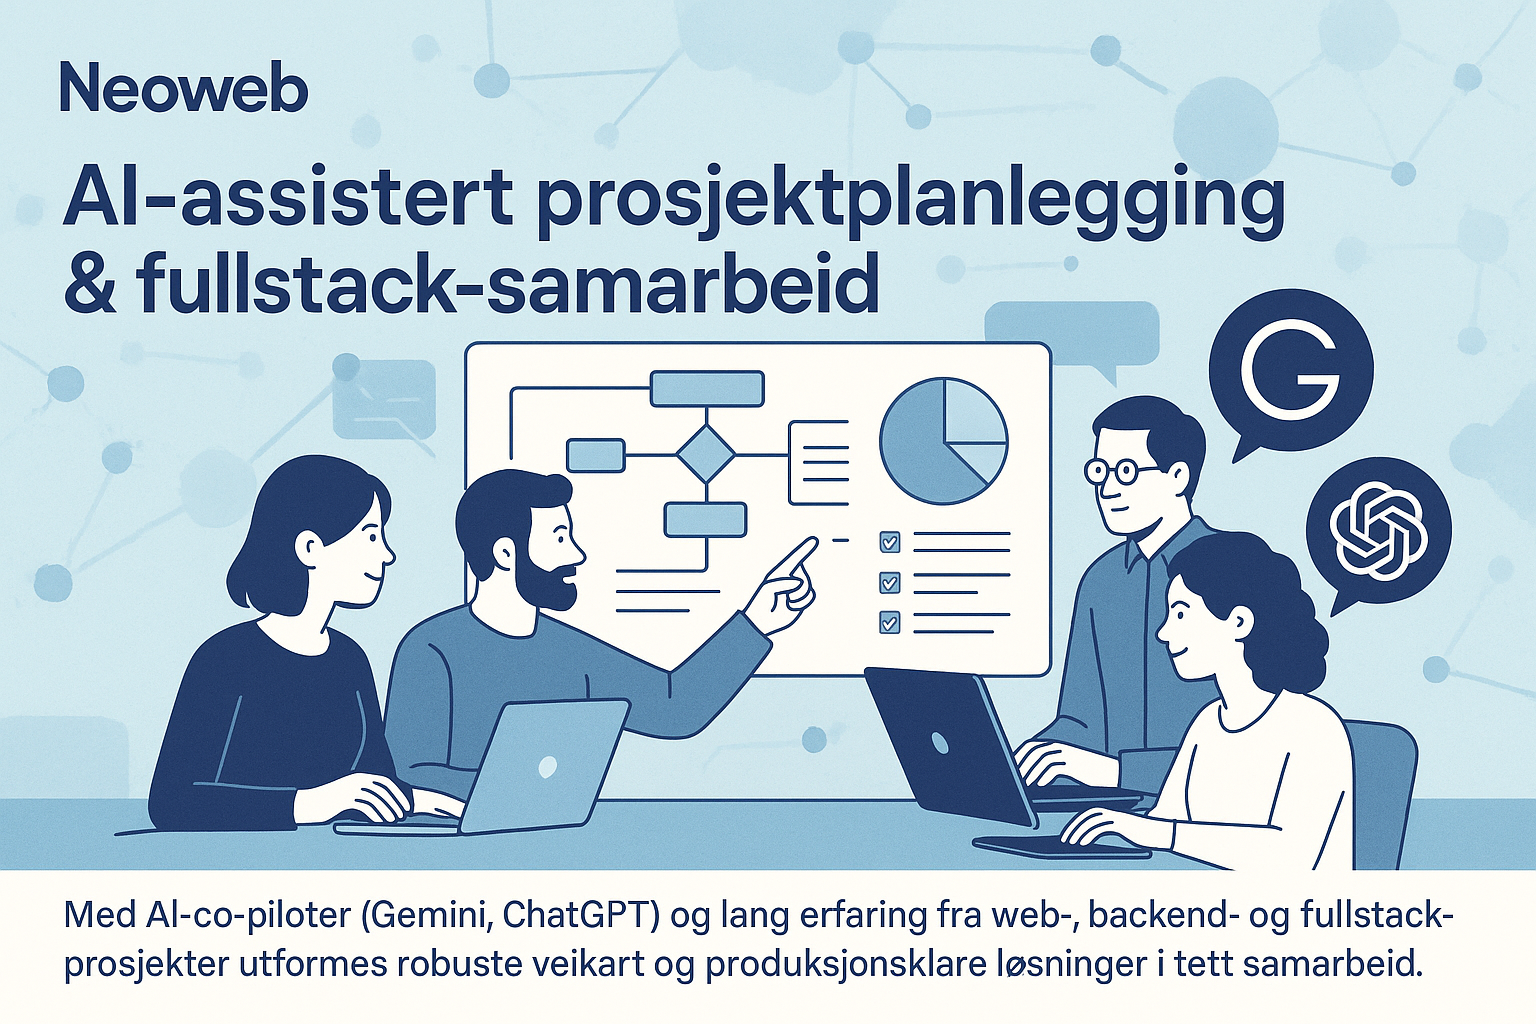 Neoweb
AI-assistert prosjektplanlegging
& fullstack-samarbeid
G
Med AI-co-piloter (Gemini, ChatGPT) og lang erfaring fra web-, backend- og fullstack-
prosjekter utformes robuste veikart og produksjonsklare løsninger i tett samarbeid.